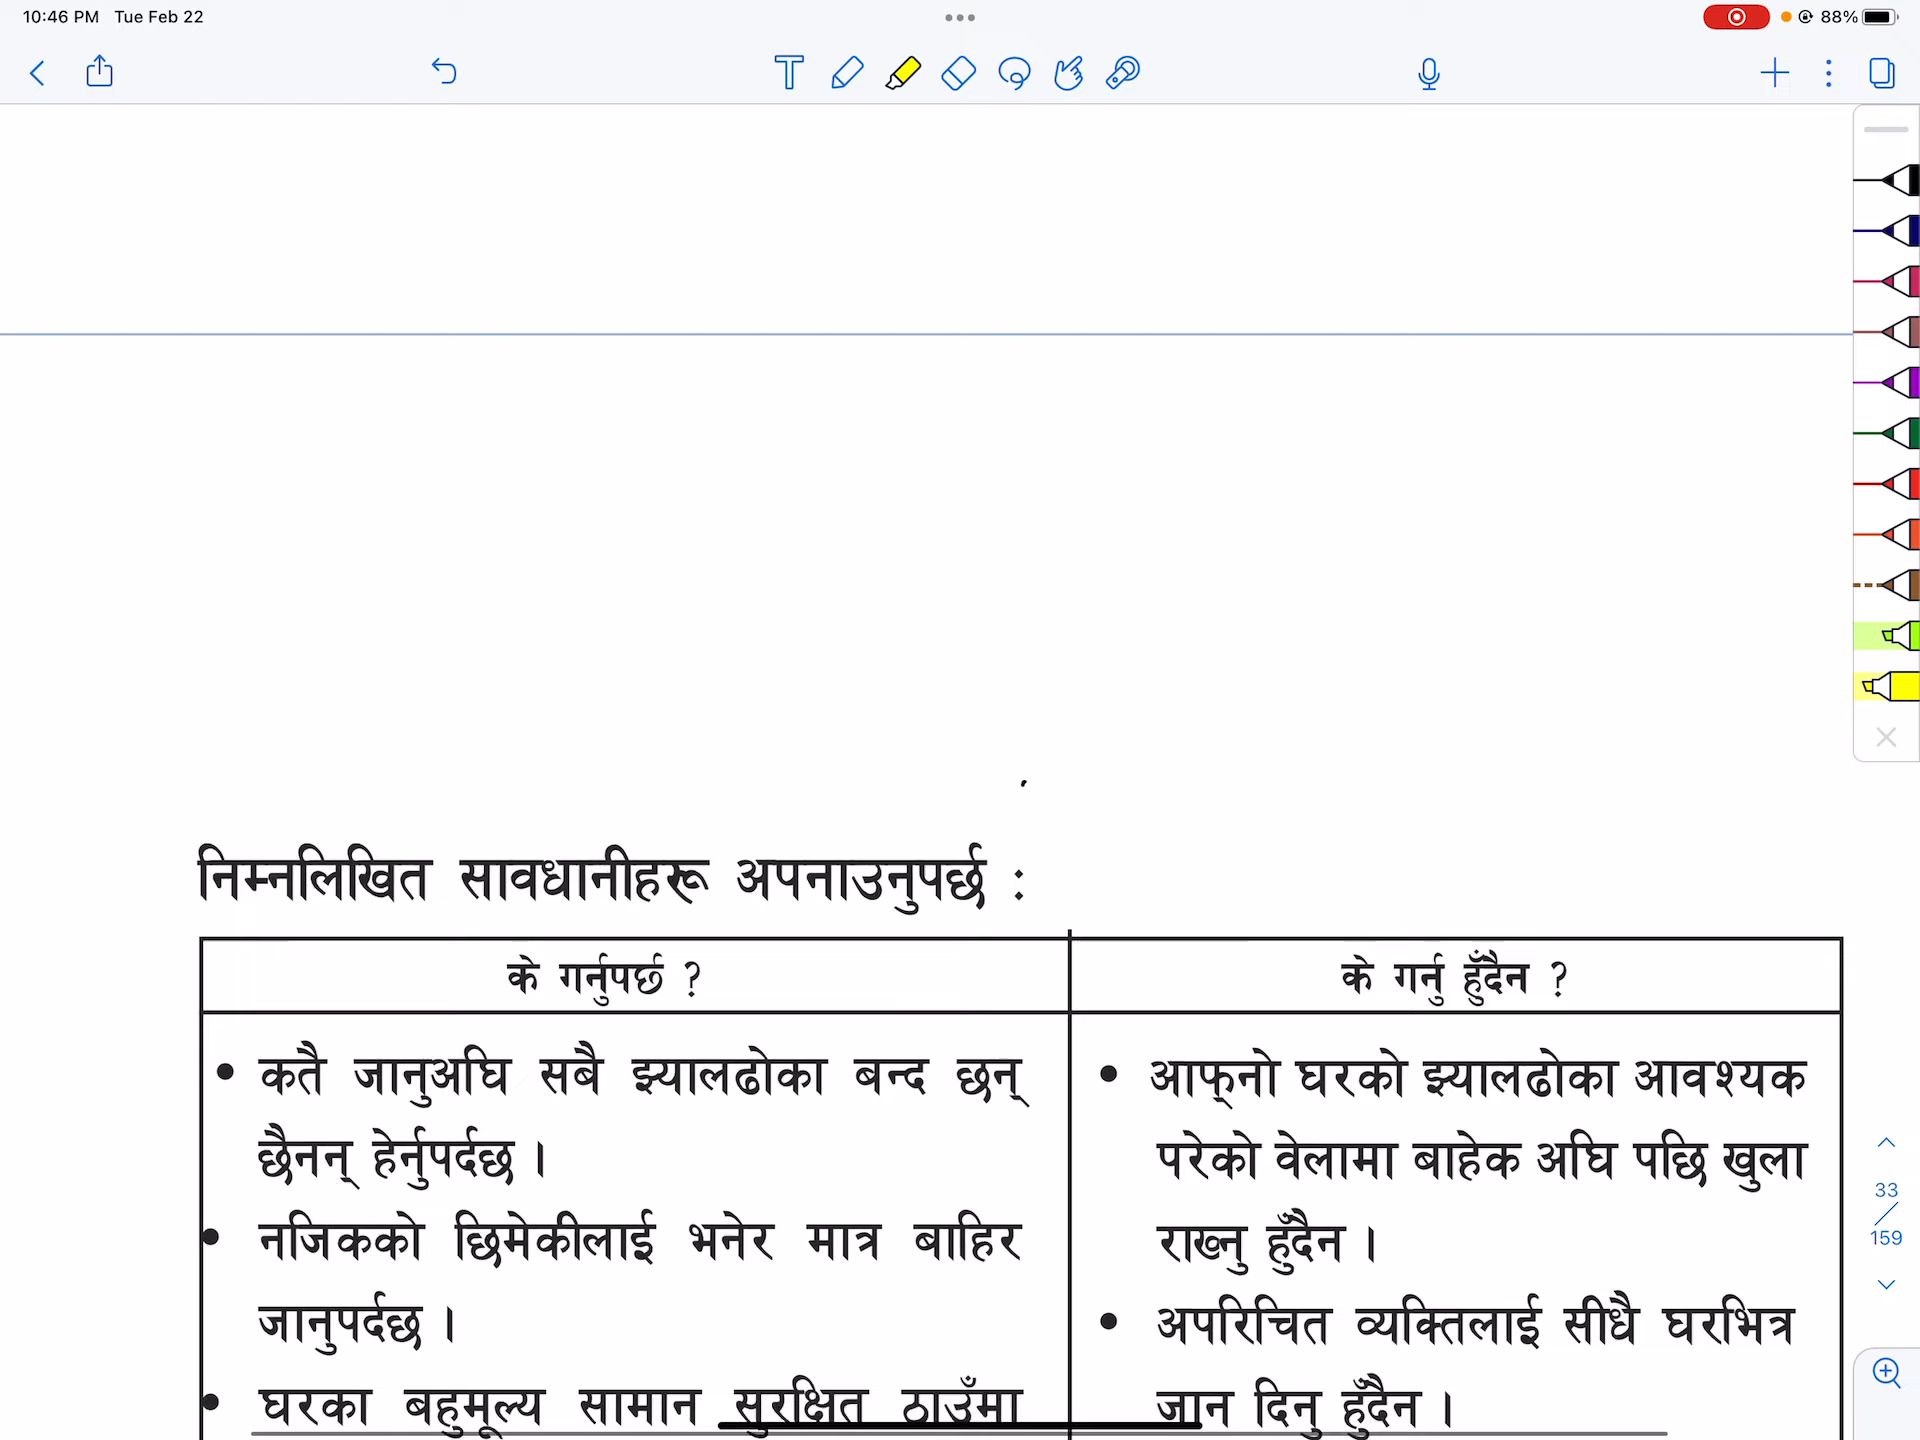 10:46 PM Tue Feb 22
88%
निम्नलिखित सावधानीहरू अपनाउनुपर्छ :
के गर्नुपर्छ ?
• कतै जानुअघि सबै झ्यालढोका बन्द छन्
छैनन् हेर्नुपर्दछ ।
• नजिकको छिमेकीलाई भनेर मात्र बाहिर
जानुपर्दछ ।
• घरका बहुमूल्य सामान सुरक्षित ठाउँमा
के गर्नु हुँदैन ?
• आफ्‌नो घरको झ्यालढोका आवश्यक
परेको वेलामा बाहेक अघि पछि खुला
राख्नु हुँदैन ।
• अपरिचित व्यक्तिलाई सीधै घरभित्र
जान दिनु हुँदैन ।
33
/
159